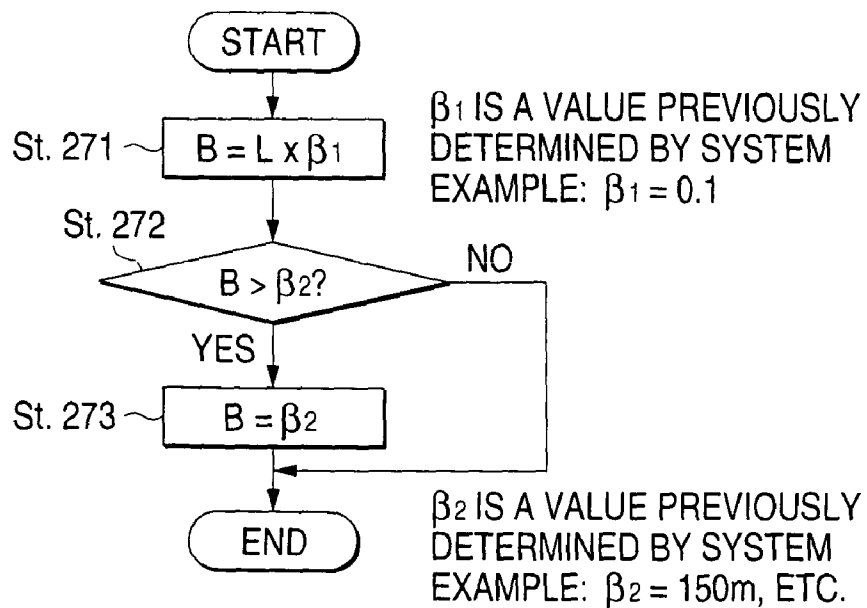 START
β1 IS A VALUE PREVIOUSLY
DETERMINED BY SYSTEM
EXAMPLE: β1 = 0.1
St. 271
B = L x β1
St. 272
B > β2?
NO
YES
St. 273
B = β2
END
β2 IS A VALUE PREVIOUSLY
DETERMINED BY SYSTEM
EXAMPLE: β2 = 150m, ETC.